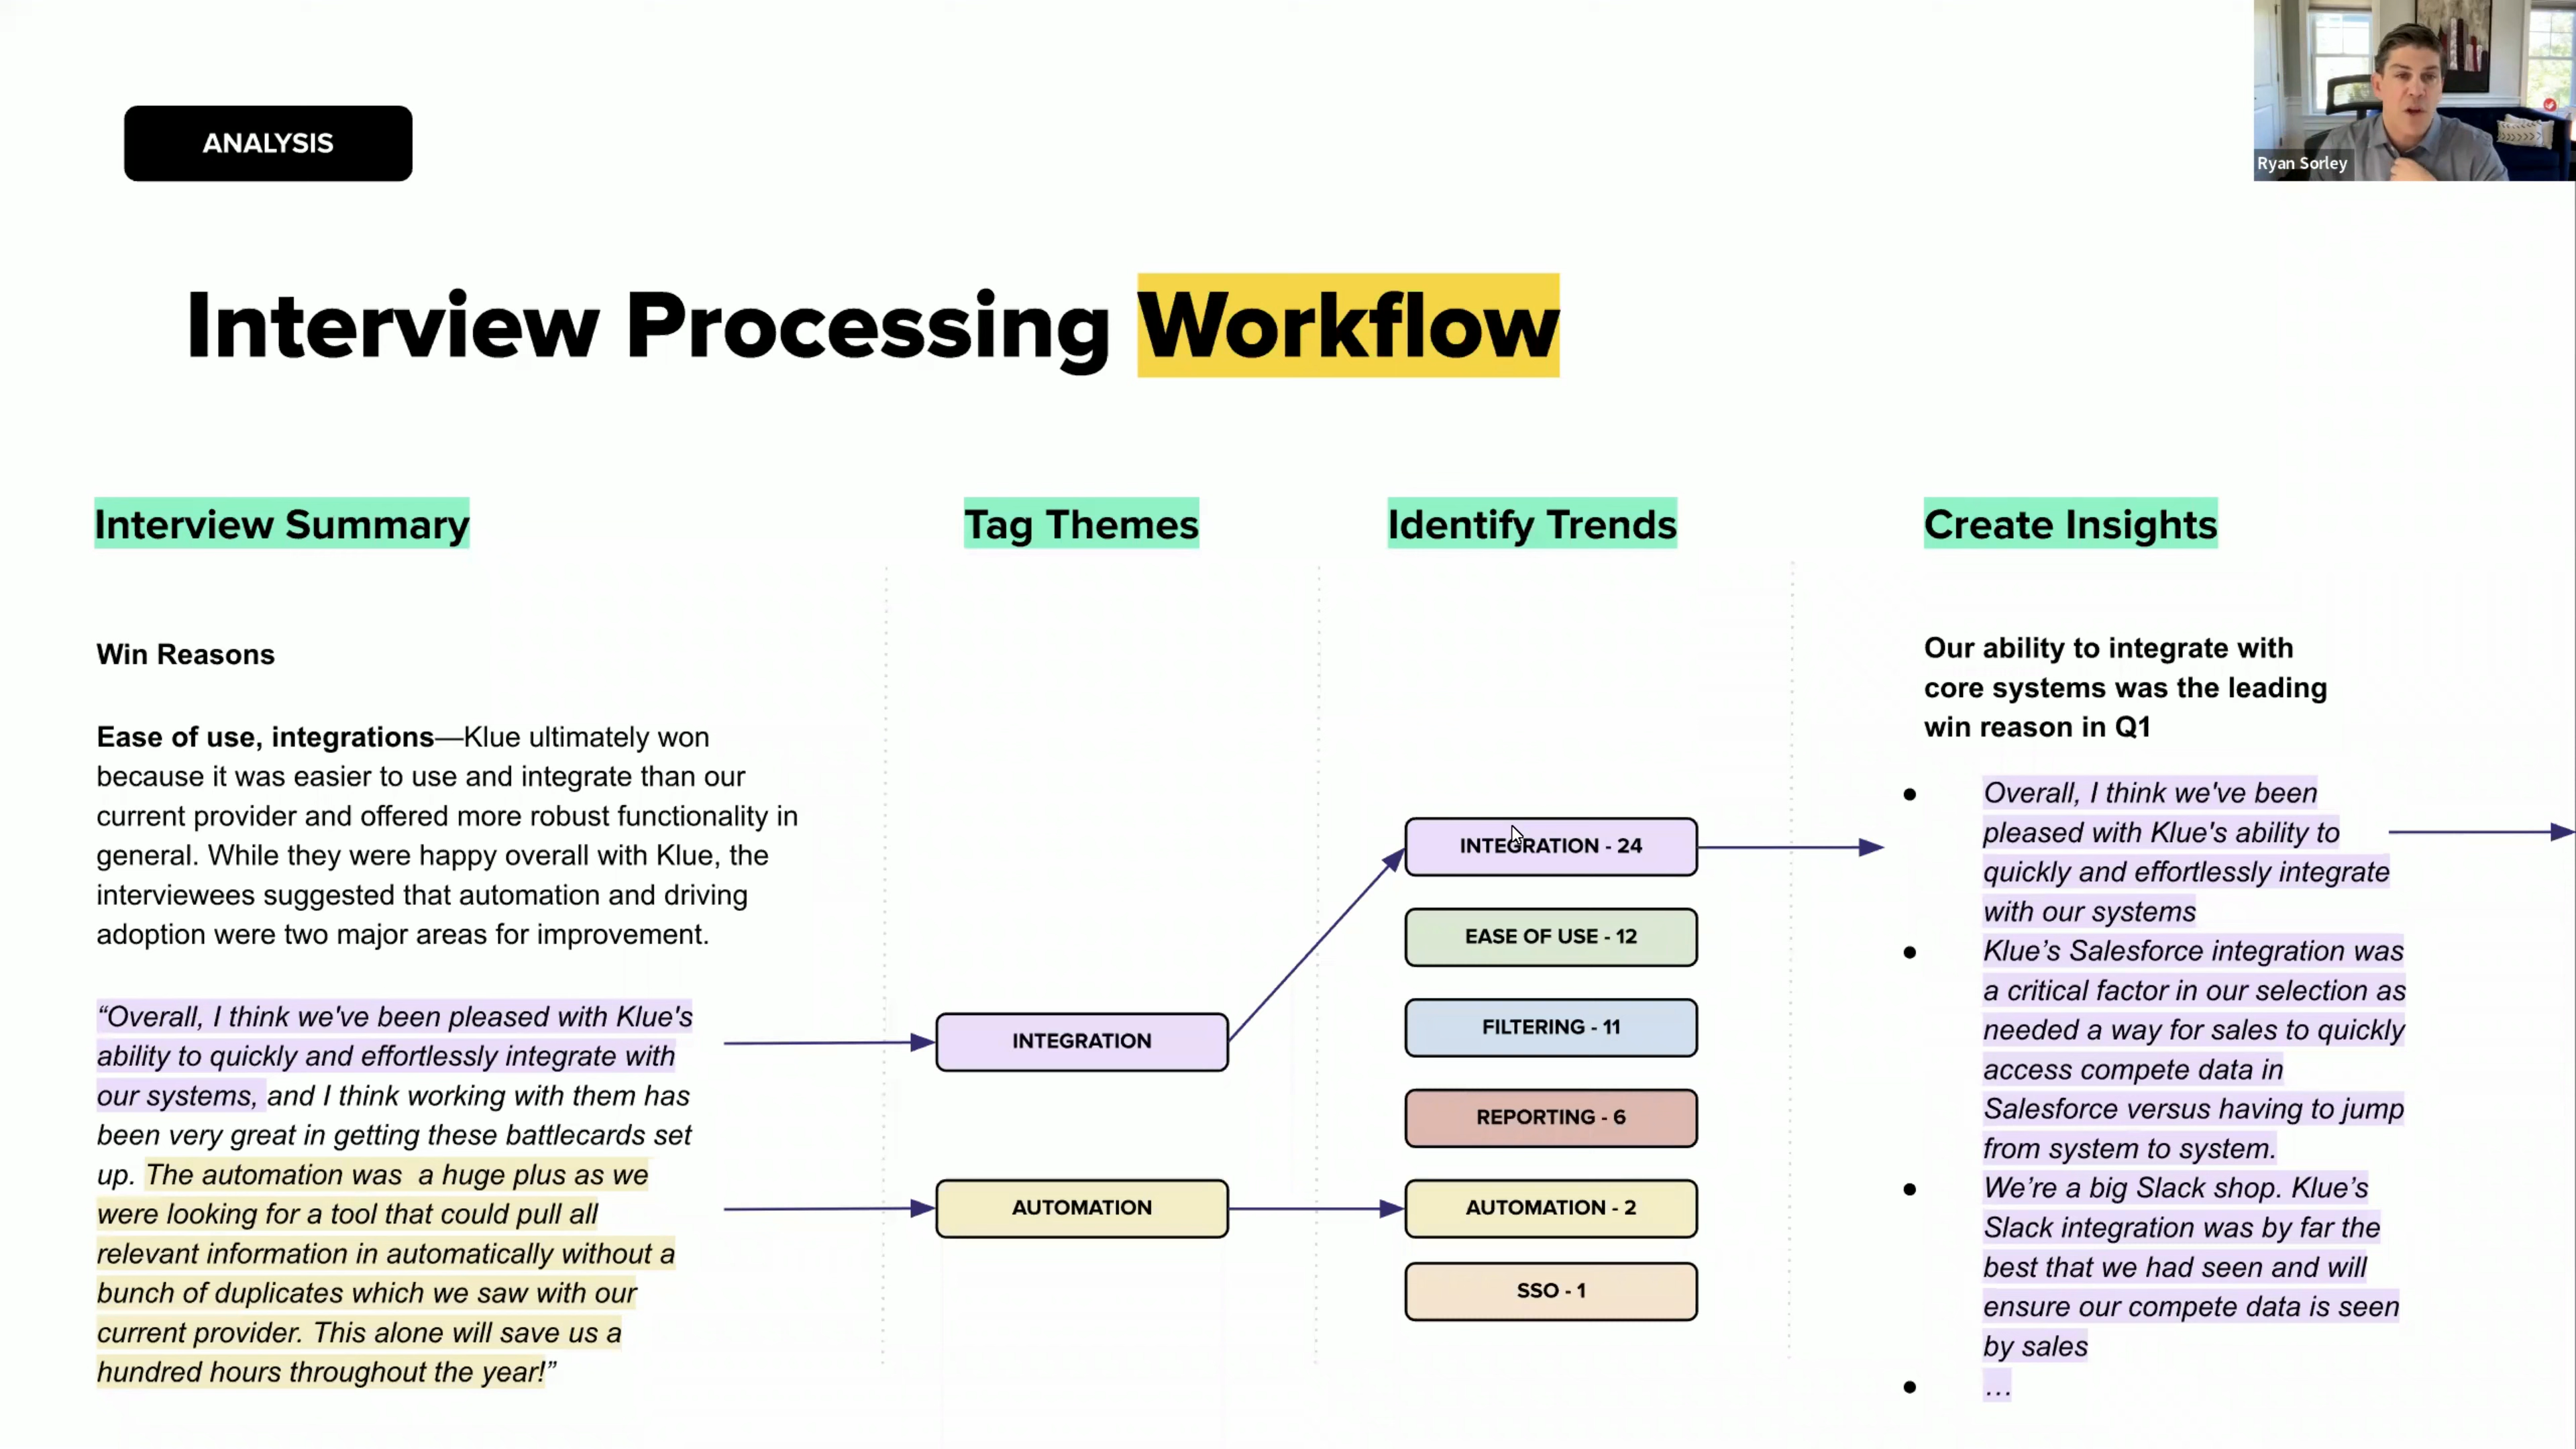 ANALYSIS
Ryan Sorley
Interview Processing Workflow
Interview Summary
Win Reasons
Ease of use, integrations—Klue ultimately won
because it was easier to use and integrate than our
current provider and offered more robust functionality in
general. While they were happy overall with Klue, the
interviewees suggested that automation and driving
adoption were two major areas for improvement.
“Overall, I think we've been pleased with Klue's
ability to quickly and effortlessly integrate with
our systems, and I think working with them has
been very great in getting these battlecards set
up. The automation was  a huge plus as we
were looking for a tool that could pull all
relevant information in automatically without a
bunch of duplicates which we saw with our
current provider. This alone will save us a
hundred hours throughout the year!”
Tag Themes
INTEGRATION
AUTOMATION
Identify Trends
INTEGRATION - 24
EASE OF USE - 12
FILTERING - 11
REPORTING - 6
AUTOMATION - 2
SSO - 1
Create Insights
Our ability to integrate with
core systems was the leading
win reason in Q1
● Overall, I think we've been
pleased with Klue's ability to
quickly and effortlessly integrate
with our systems
● Klue’s Salesforce integration was
a critical factor in our selection as
needed a way for sales to quickly
access compete data in
Salesforce versus having to jump
from system to system.
● We’re a big Slack shop. Klue’s
Slack integration was by far the
best that we had seen and will
ensure our compete data is seen
by sales
● …